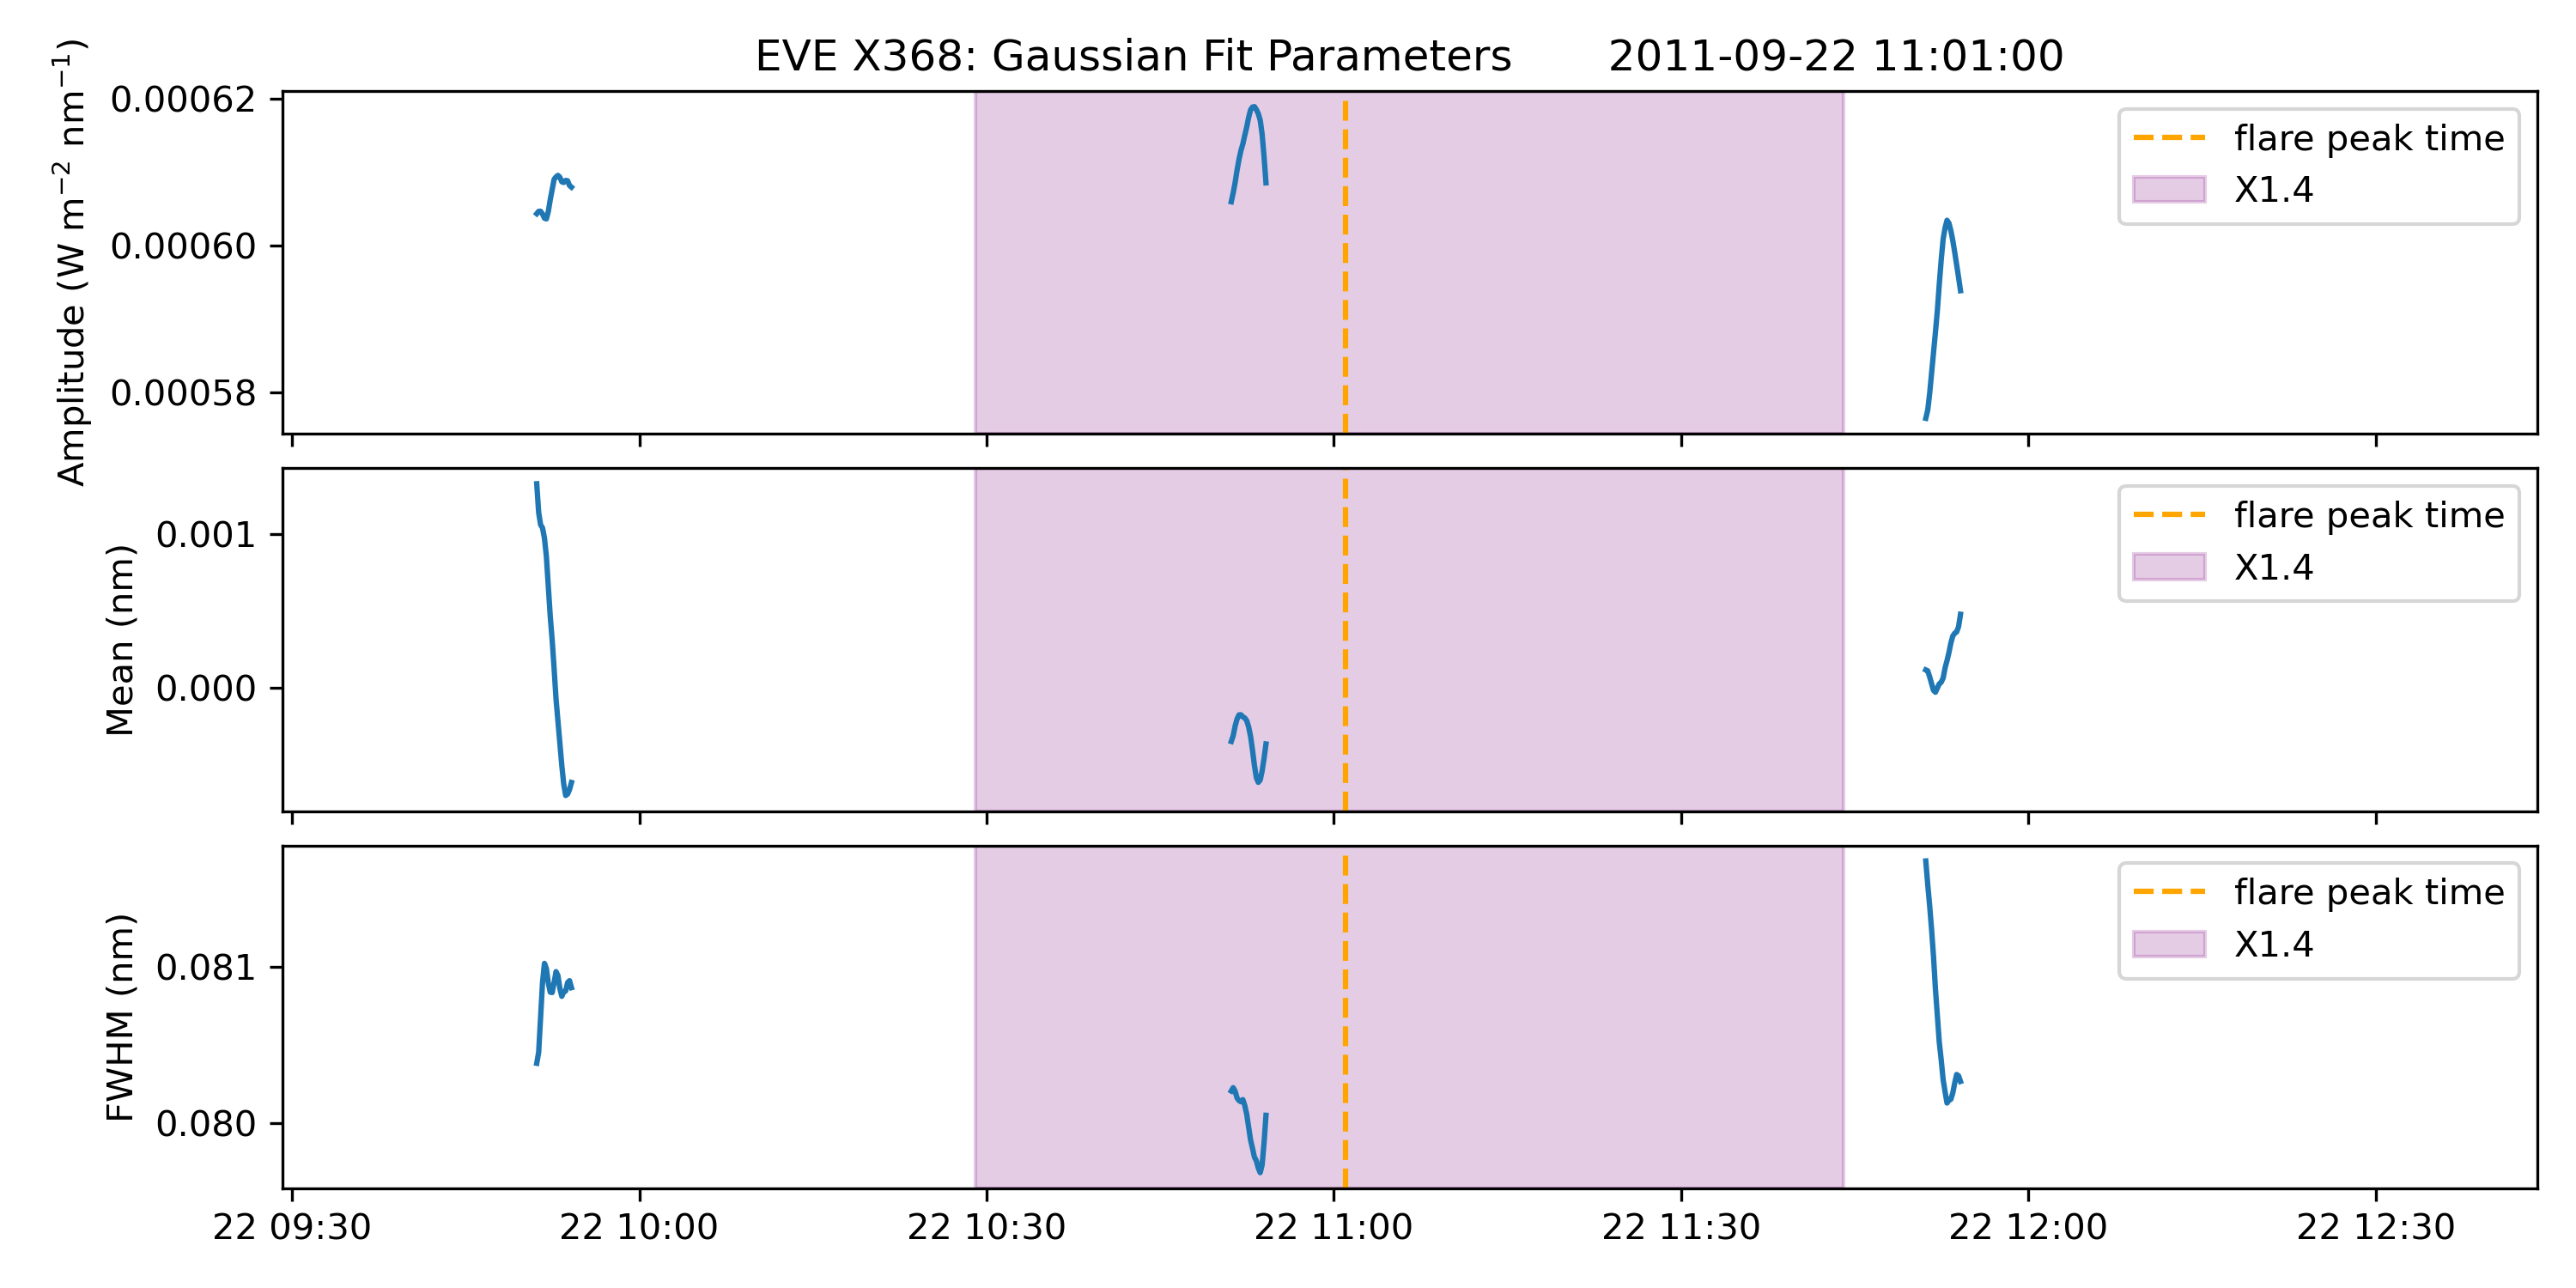 EVE X368: Gaussian Fit Parameters 2011-09-22 11:01:00
Amplitude (W m⁻² nm⁻¹)
0.00062
0.00060
0.00058
flare peak time
X1.4
Mean (nm)
0.001
0.000
flare peak time
X1.4
FWHM (nm)
0.081
0.080
flare peak time
X1.4
22 09:30 22 10:00 22 10:30 22 11:00 22 11:30 22 12:00 22 12:30